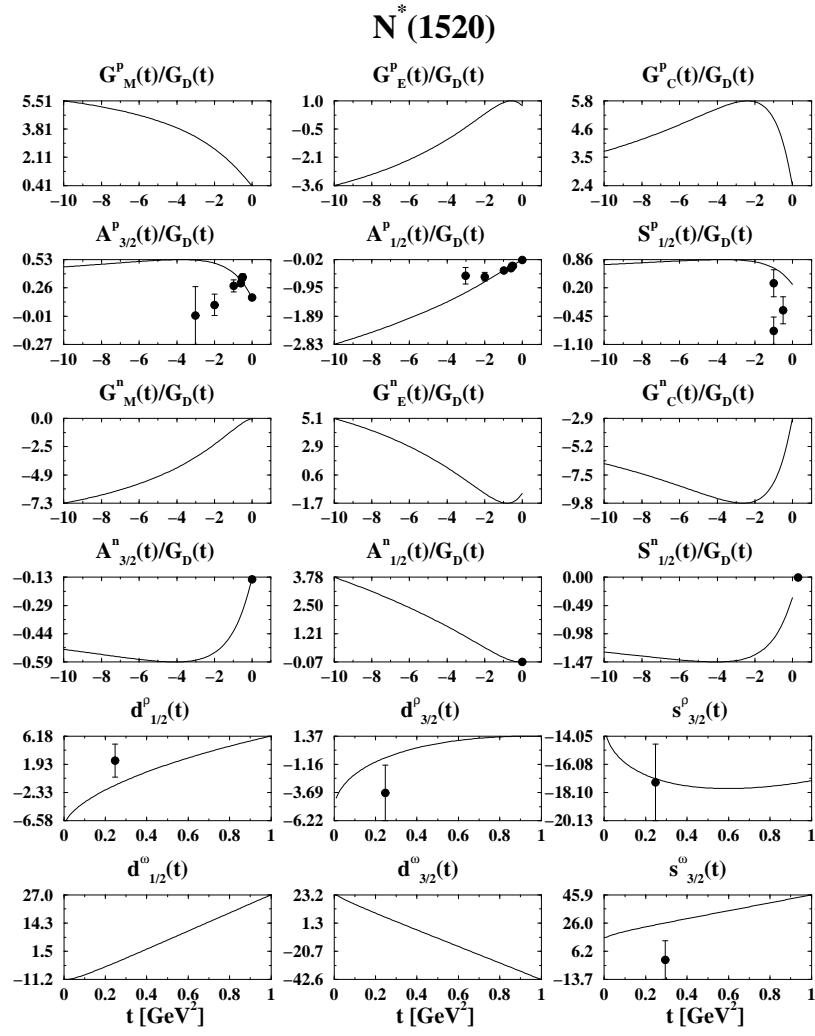 N*(1520)
G^p_M(t)/G_D(t) G^p_E(t)/G_D(t) G^p_C(t)/G_D(t)
5.51 1.0 5.8
3.81 −0.5 4.6
2.11 −2.1 3.5
0.41 −3.6 2.4
−10 −8 −6 −4 −2 0 −10 −8 −6 −4 −2 0 −10 −8 −6 −4 −2 0
A^p_3/2(t)/G_D(t) A^p_1/2(t)/G_D(t) S^p_1/2(t)/G_D(t)
0.53 −0.02 0.86
0.26 −0.95 0.20
−0.01 −1.89 −0.45
−0.27 −2.83 −1.10
−10 −8 −6 −4 −2 0 −10 −8 −6 −4 −2 0 −10 −8 −6 −4 −2 0
G^n_M(t)/G_D(t) G^n_E(t)/G_D(t) G^n_C(t)/G_D(t)
0.0 5.1 −2.9
−2.5 2.9 −5.2
−4.9 0.6 −7.5
−7.3 −1.7 −9.8
−10 −8 −6 −4 −2 0 −10 −8 −6 −4 −2 0 −10 −8 −6 −4 −2 0
A^n_3/2(t)/G_D(t) A^n_1/2(t)/G_D(t) S^n_1/2(t)/G_D(t)
−0.13 3.78 0.00
−0.29 2.50 −0.49
−0.44 1.21 −0.98
−0.59 −0.07 −1.47
−10 −8 −6 −4 −2 0 −10 −8 −6 −4 −2 0 −10 −8 −6 −4 −2 0
d^ρ_1/2(t) d^ρ_3/2(t) s^ρ_3/2(t)
6.18 1.37 −14.05
1.93 −1.16 −16.08
−2.33 −3.69 −18.10
−6.58 −6.22 −20.13
0 0.2 0.4 0.6 0.8 1 0 0.2 0.4 0.6 0.8 1 0 0.2 0.4 0.6 0.8 1
d^ω_1/2(t) d^ω_3/2(t) s^ω_3/2(t)
27.0 23.2 45.9
14.3 1.3 26.0
1.5 −20.7 6.2
−11.2 −42.6 −13.7
0 0.2 0.4 0.6 0.8 1 0 0.2 0.4 0.6 0.8 1 0 0.2 0.4 0.6 0.8 1
t [GeV^2] t [GeV^2] t [GeV^2]